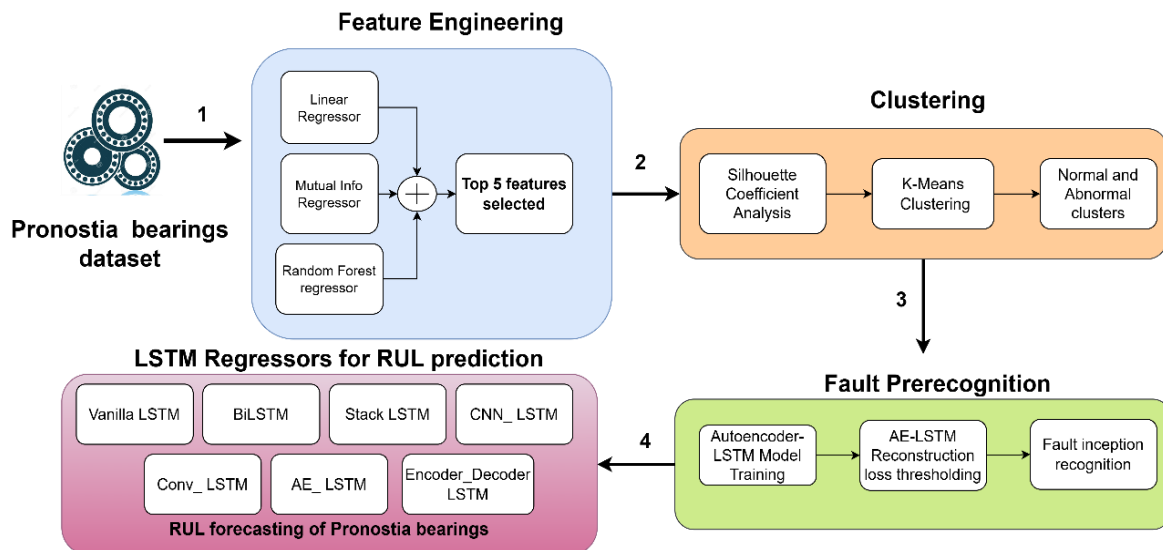 Feature Engineering
1
Pronostia bearings
dataset
Linear
Regressor
Mutual Info
Regressor
Random Forest
regressor
Top 5 features
selected
2
Clustering
Silhouette
Coefficient
Analysis
K-Means
Clustering
Normal and
Abnormal
clusters
3
Fault Prerecognition
Autoencoder-
LSTM Model
Training
AE-LSTM
Reconstruction
loss thresholding
Fault inception
recognition
4
LSTM Regressors for RUL prediction
Vanilla LSTM
BiLSTM
Stack LSTM
CNN_ LSTM
Conv_ LSTM
AE_ LSTM
Encoder_Decoder
LSTM
RUL forecasting of Pronostia bearings